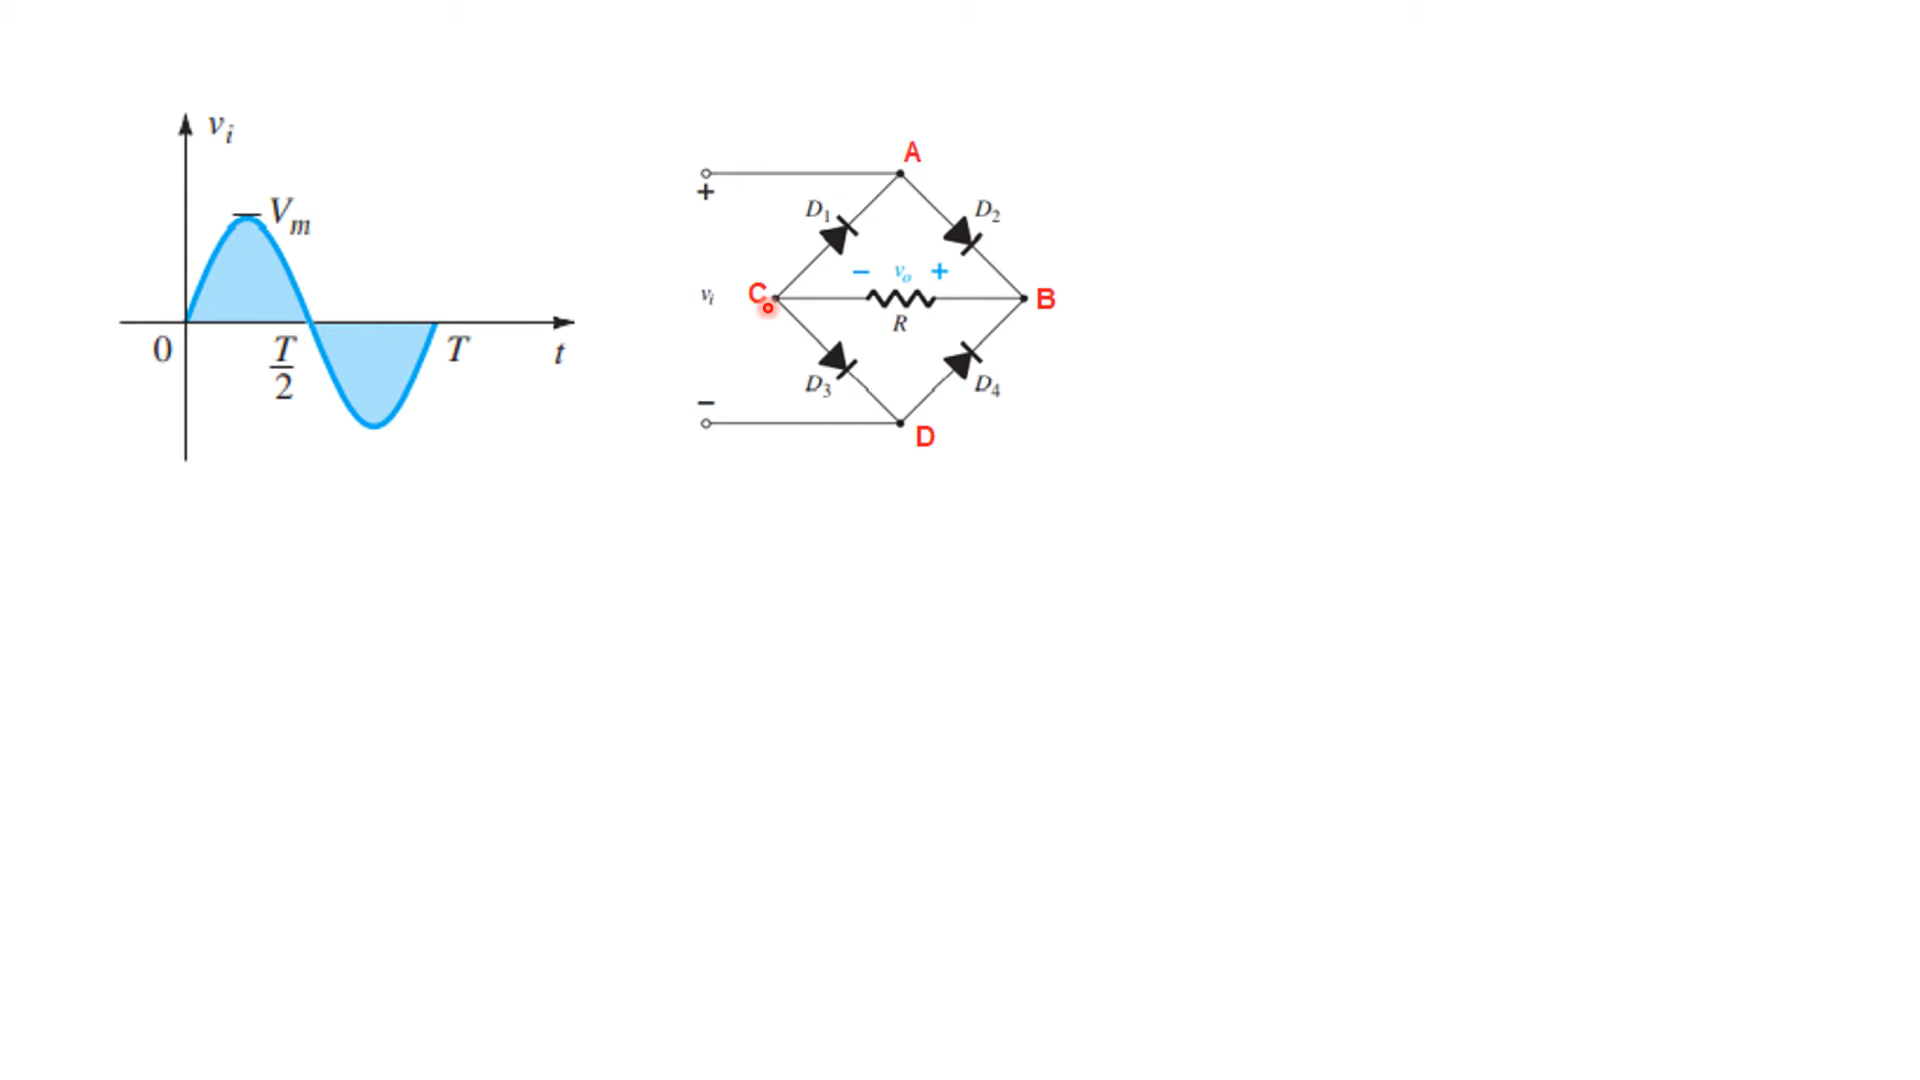 v_i
V_m
0
T/2
T
t
A
+
D_1
D_2
− v_o +
v_i
C
B
R
D_3
D_4
−
D